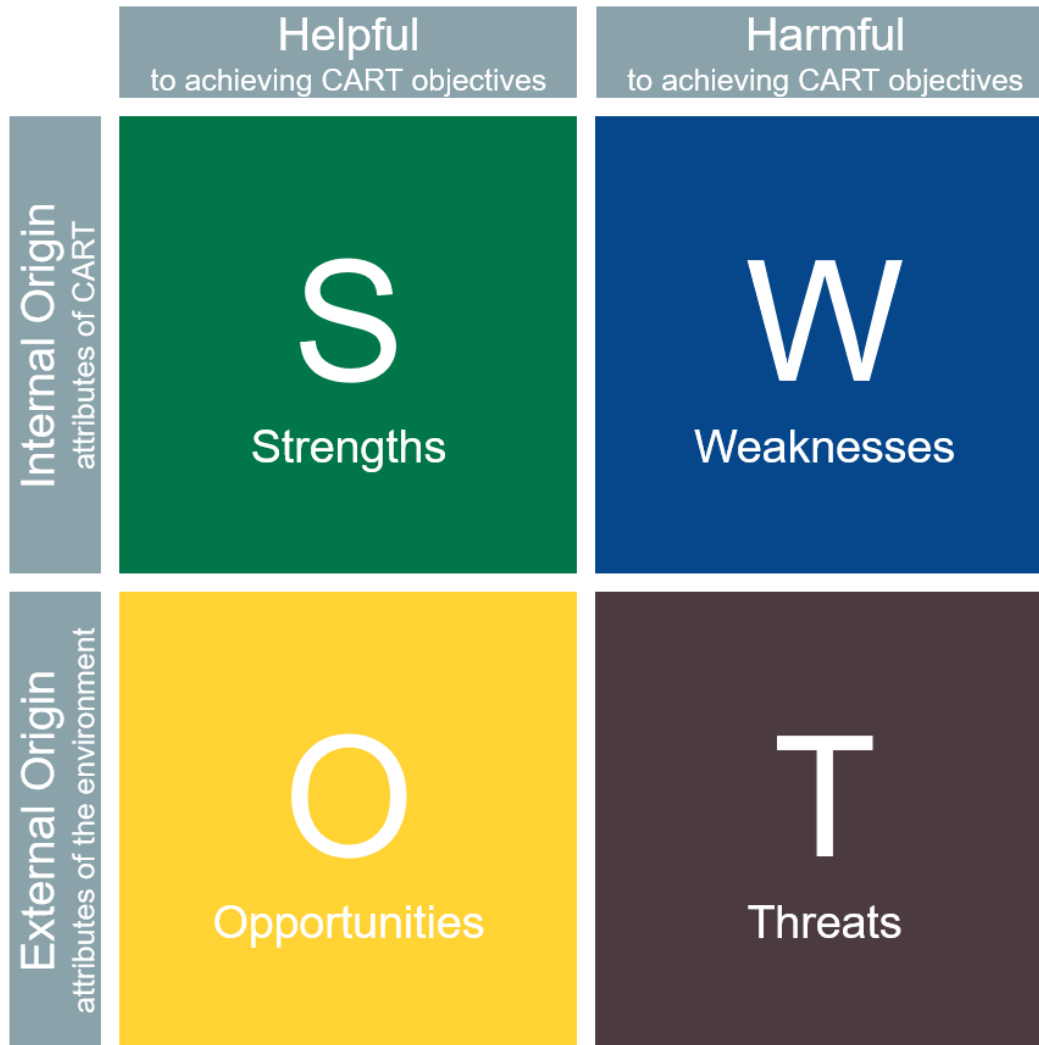 Helpful
to achieving CART objectives
Harmful
to achieving CART objectives
Internal Origin
attributes of CART
S
Strengths
W
Weaknesses
External Origin
attributes of the environment
O
Opportunities
T
Threats